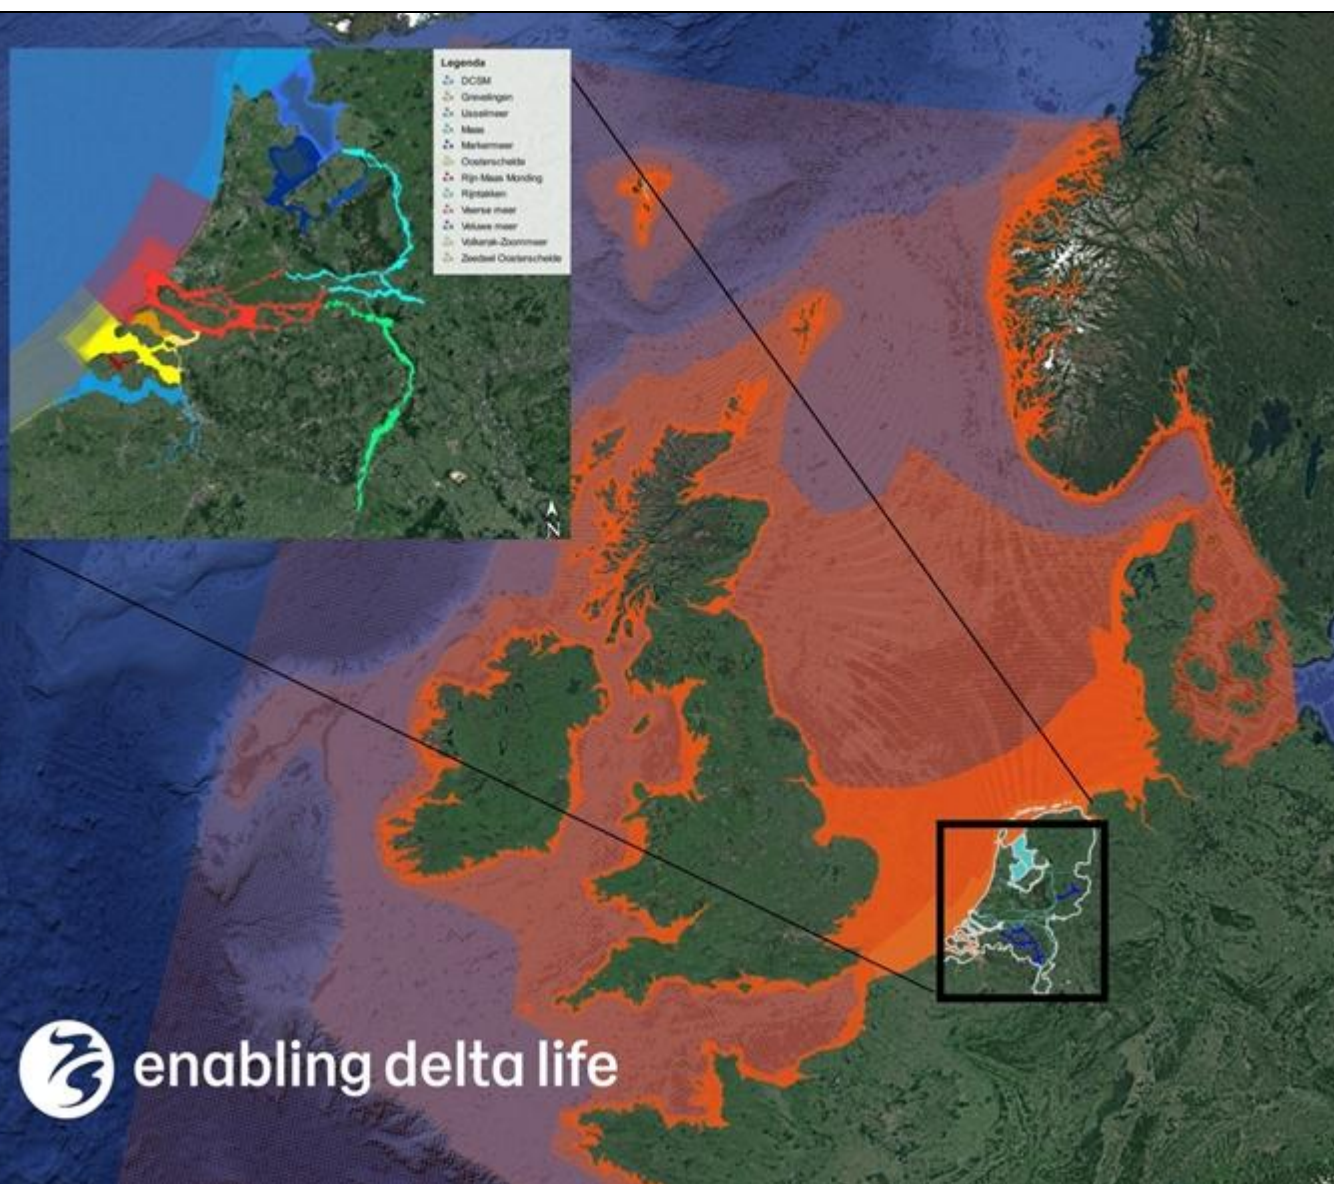 Legenda
DCSM
Grevelingen
IJsselmeer
Maas
Markermeer
Oosterschelde
Rijn-Maas Monding
Rijntakken
Veerse meer
Veluwe meer
Volkerak-Zoommeer
Zeedeel Oosterschelde
N
enabling delta life